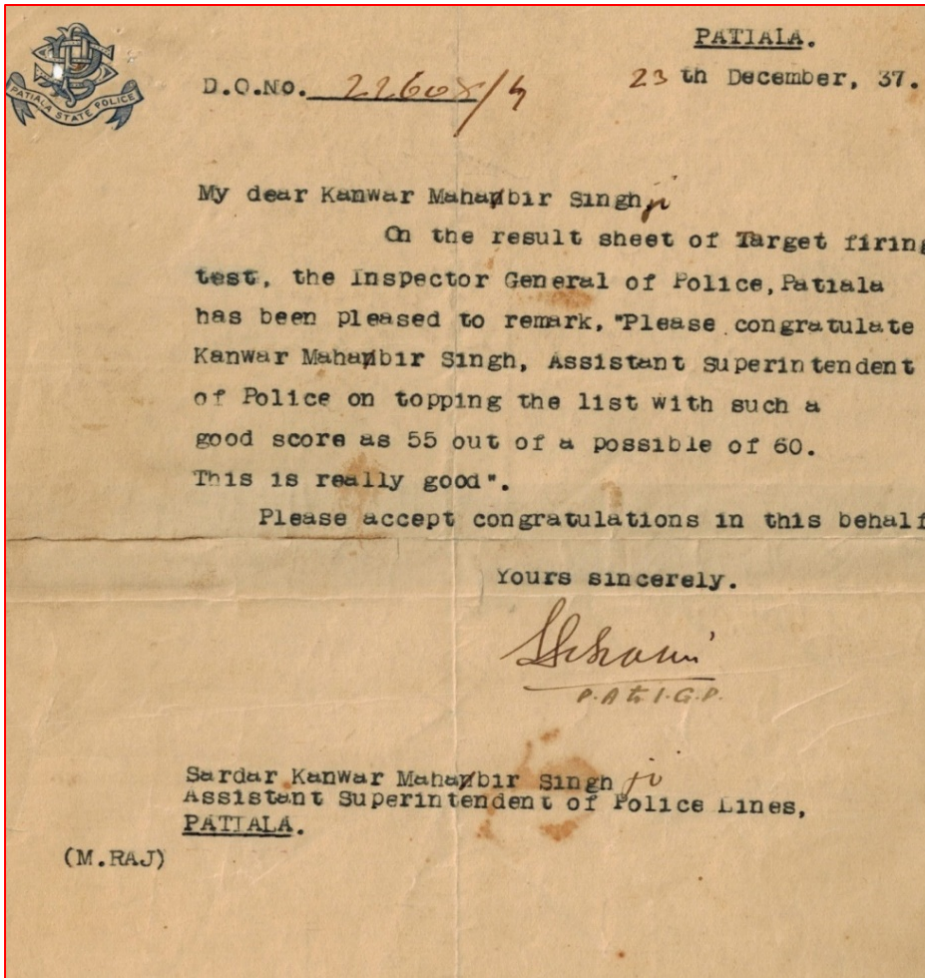 PATIALA.
PATIALA STATE POLICE
D.O.No.
23th December, 37.
My dear Kanwar Mahabir Singh ji
On the result sheet of Target firing
test, the Inspector General of Police, Patiala
has been pleased to remark, "Please congratulate
Kanwar Mahabir Singh, Assistant Superintendent
of Police on topping the list with such a
good score as 55 out of a possible of 60.
This is really good".
Please accept congratulations in this behalf
Yours sincerely.
P.A to I.G.P.
Sardar Kanwar Mahabir Singh ji
Assistant Superintendent of Police Lines,
PATIALA.
(M.RAJ)